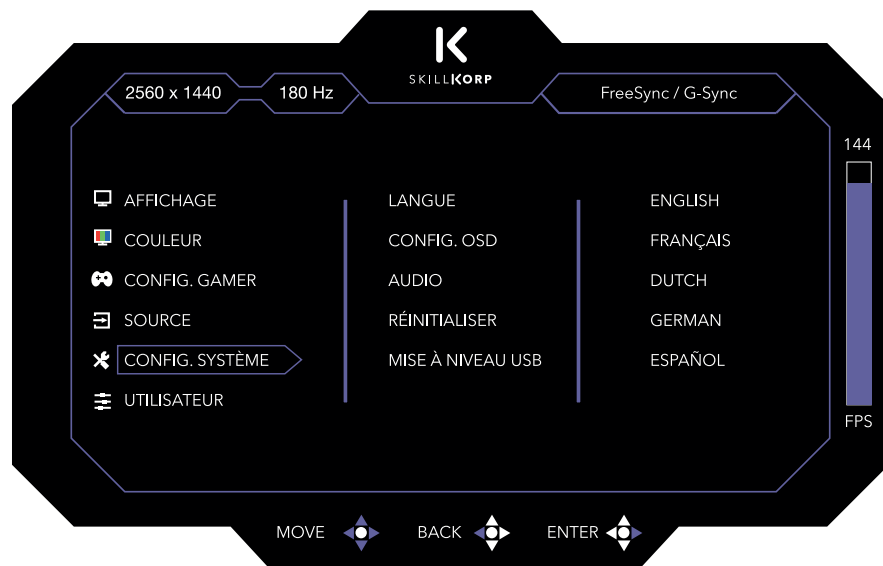 SKILLKORP
2560 x 1440
180 Hz
FreeSync / G-Sync
144
AFFICHAGE
LANGUE
ENGLISH
COULEUR
CONFIG. OSD
FRANÇAIS
CONFIG. GAMER
AUDIO
DUTCH
SOURCE
RÉINITIALISER
GERMAN
CONFIG. SYSTÈME
MISE À NIVEAU USB
ESPAÑOL
UTILISATEUR
FPS
MOVE
BACK
ENTER